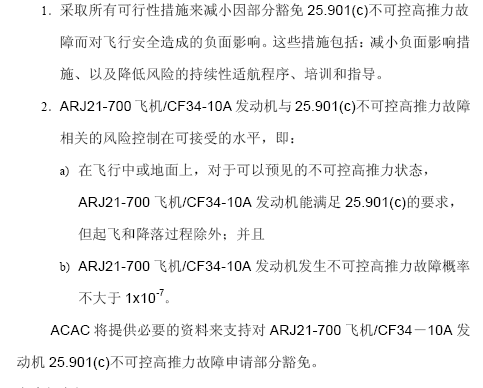 1. 采取所有可行性措施来减小因部分豁免 25.901(c)不可控高推力故
障而对飞行安全造成的负面影响。这些措施包括：减小负面影响措
施、以及降低风险的持续性适航程序、培训和指导。
2. ARJ21-700 飞机/CF34-10A 发动机与 25.901(c)不可控高推力故障
相关的风险控制在可接受的水平，即：
a) 在飞行中或地面上，对于可以预见的不可控高推力状态，
ARJ21-700 飞机/CF34-10A 发动机能满足 25.901(c)的要求，
但起飞和降落过程除外；并且
b) ARJ21-700 飞机/CF34-10A 发动机发生不可控高推力故障概率
不大于 1x10⁻⁷。
ACAC 将提供必要的资料来支持对 ARJ21-700 飞机/CF34－10A 发
动机 25.901(c)不可控高推力故障申请部分豁免。